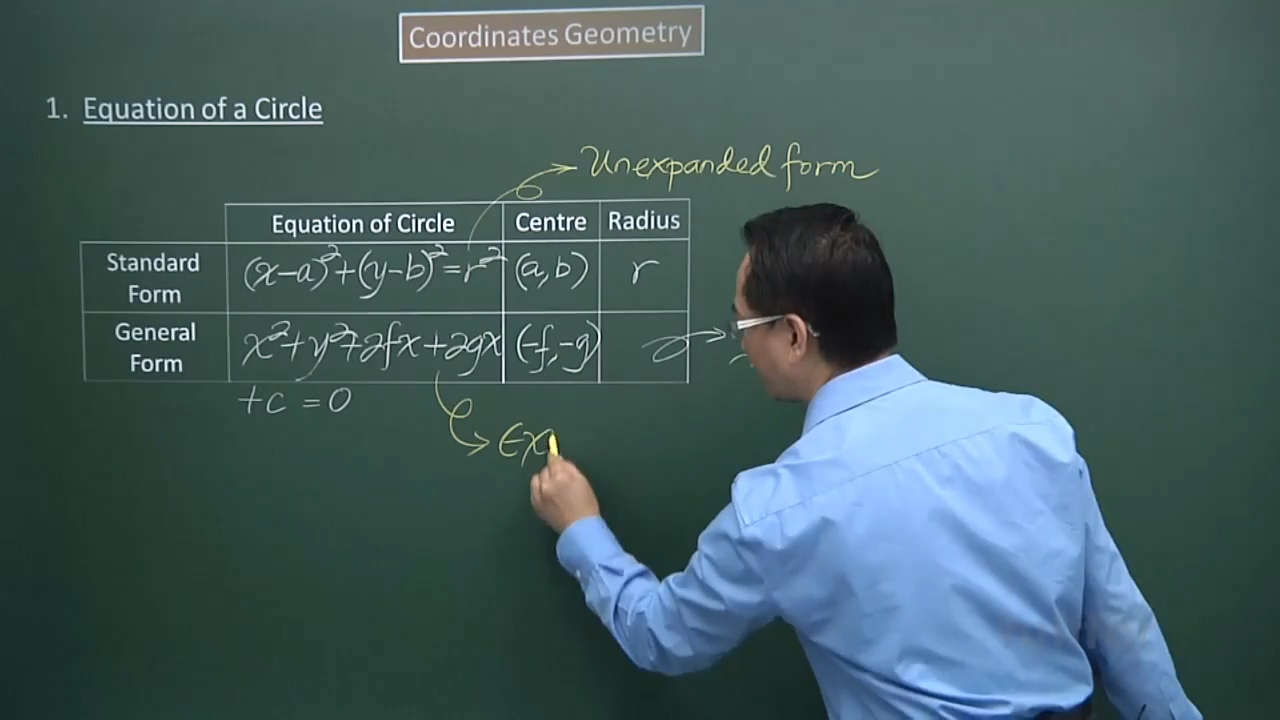 Coordinates Geometry
1. Equation of a Circle
Unexpanded form
Equation of Circle Centre Radius
Standard Form (x-a)²+(y-b)²=r² (a,b) r
General Form x²+y²+2fx+2gx (-f,-g)
+c=0
Exp